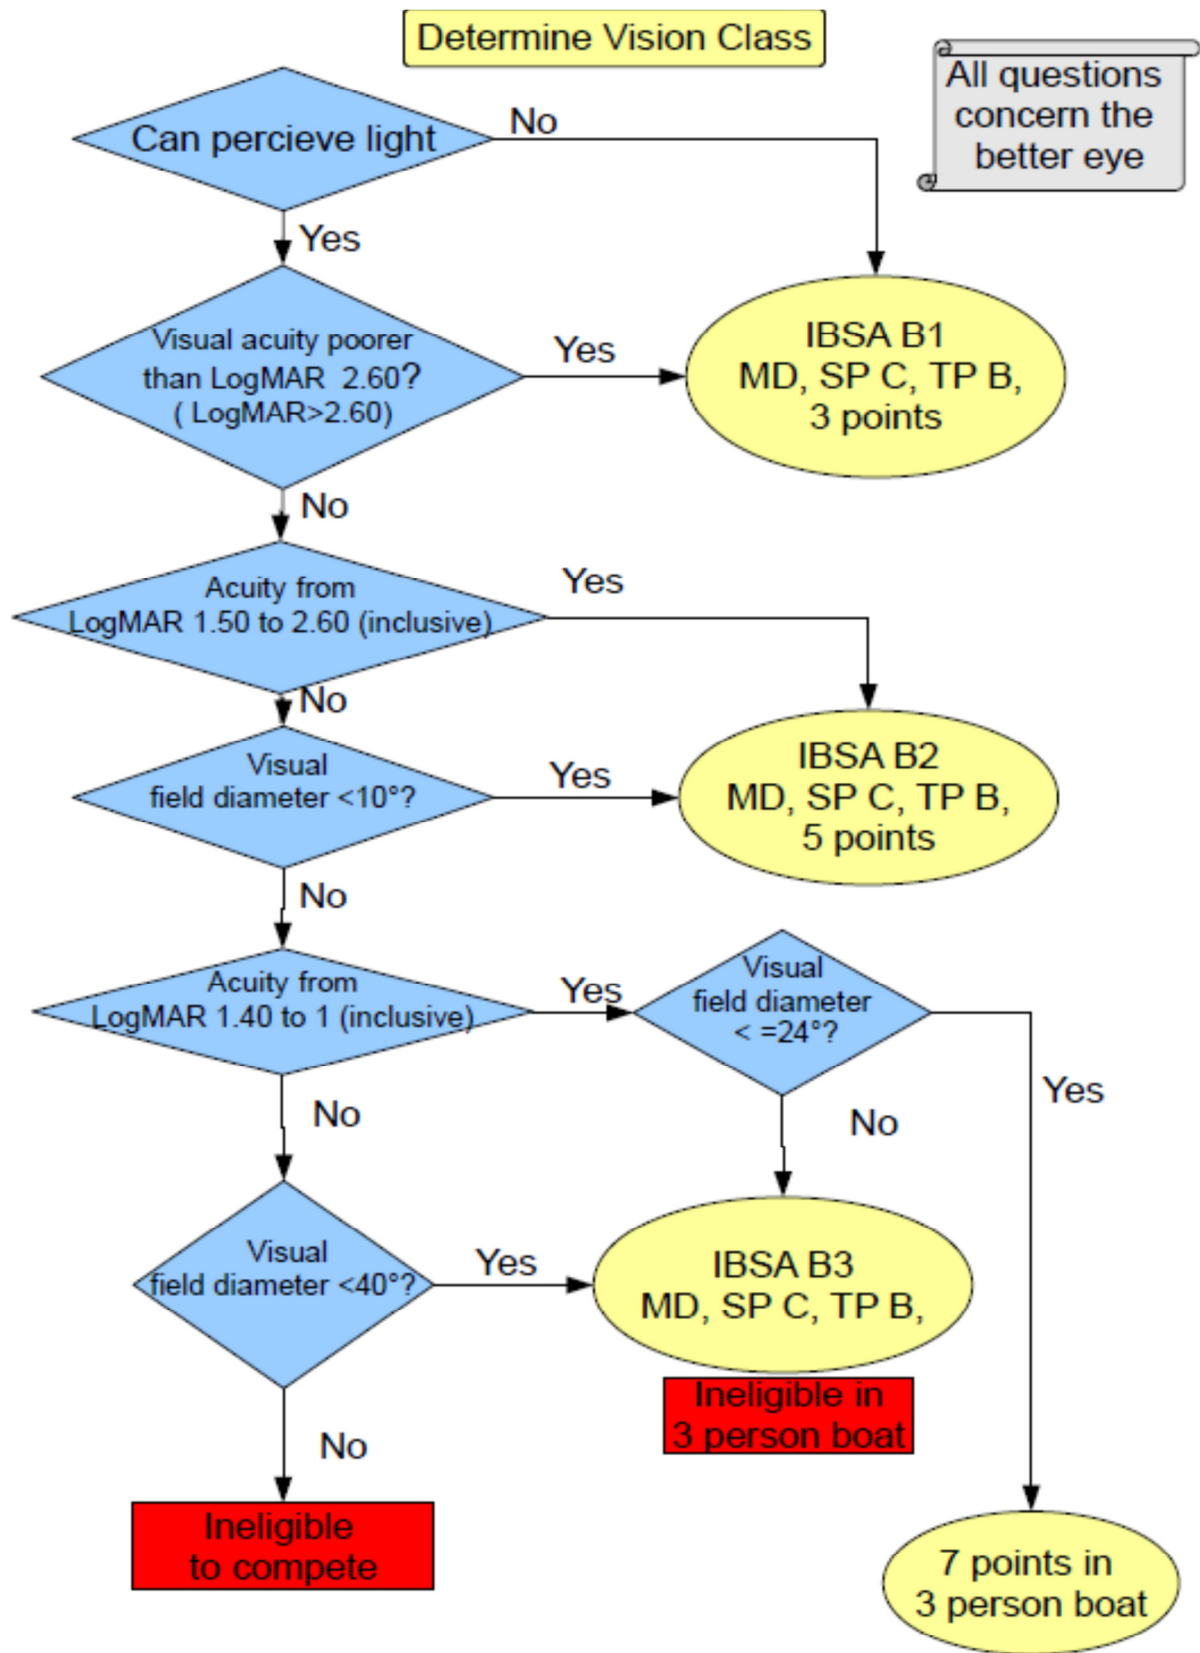 Determine Vision Class
All questions
concern the
better eye
Can percieve light
No
Yes
Visual acuity poorer
than LogMAR 2.60?
( LogMAR>2.60)
Yes
IBSA B1
MD, SP C, TP B,
3 points
No
Acuity from
LogMAR 1.50 to 2.60 (inclusive)
Yes
No
Visual
field diameter <10°?
Yes
IBSA B2
MD, SP C, TP B,
5 points
No
Acuity from
LogMAR 1.40 to 1 (inclusive)
Yes
Visual
field diameter
< =24°?
Yes
No
No
Visual
field diameter <40°?
Yes
IBSA B3
MD, SP C, TP B,
Ineligible in
3 person boat
No
Ineligible
to compete
7 points in
3 person boat